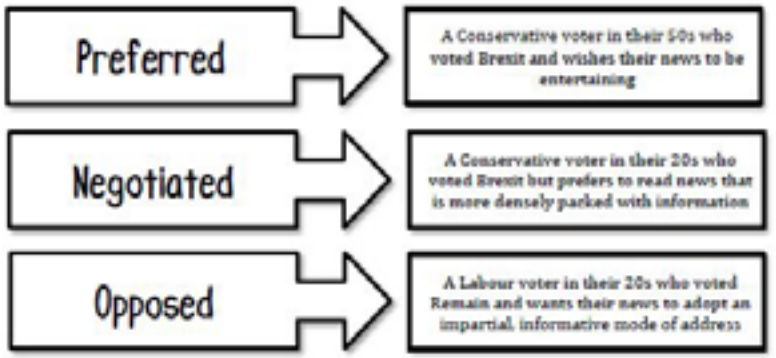 Preferred
A Conservative voter in their 50s who
voted Brexit and wishes their news to be
entertaining
Negotiated
A Conservative voter in their 20s who
voted Brexit but prefers to read news that
is more densely packed with information
Opposed
A Labour voter in their 20s who voted
Remain and wants their news to adopt an
impartial, informative mode of address